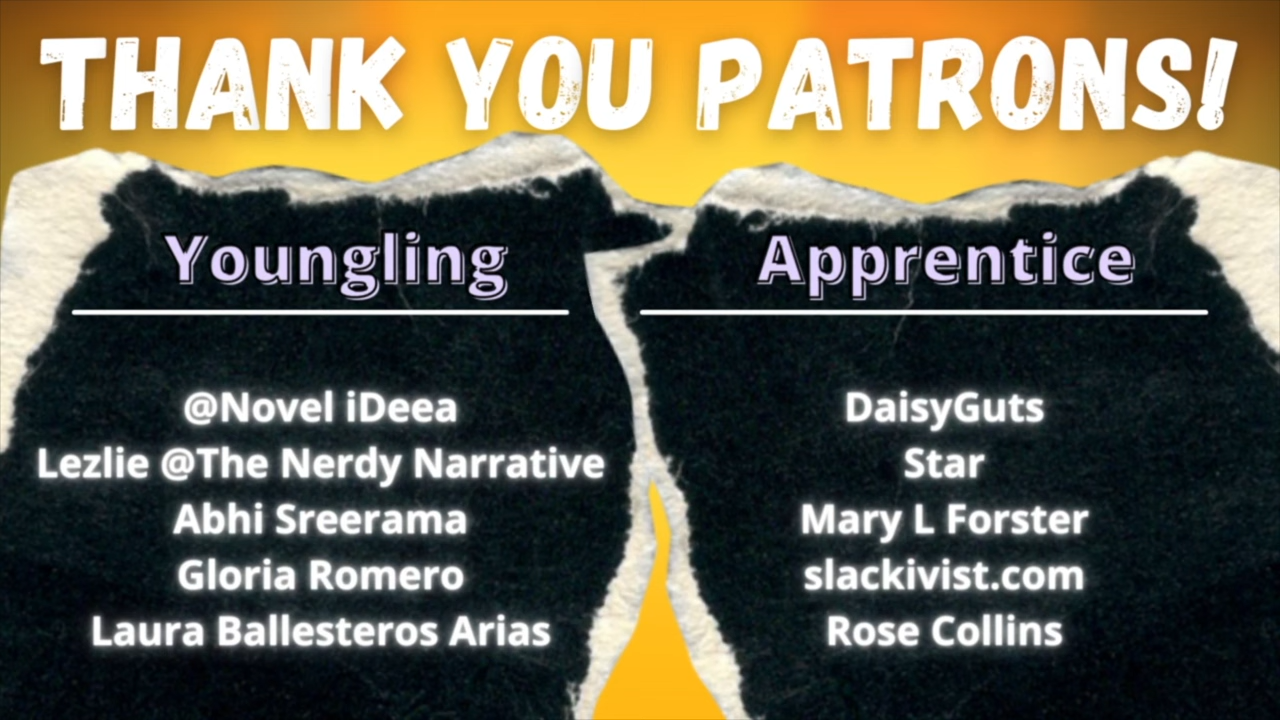 THANK YOU PATRONS!
Youngling
@Novel iDeea
Lezlie @The Nerdy Narrative
Abhi Sreerama
Gloria Romero
Laura Ballesteros Arias
Apprentice
DaisyGuts
Star
Mary L Forster
slackivist.com
Rose Collins